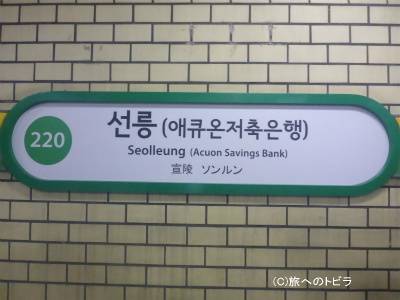 220
선릉 (애큐온저축은행)
Seolleung (Acuon Savings Bank)
宣陵 ソンルン
(C)旅へのトビラ